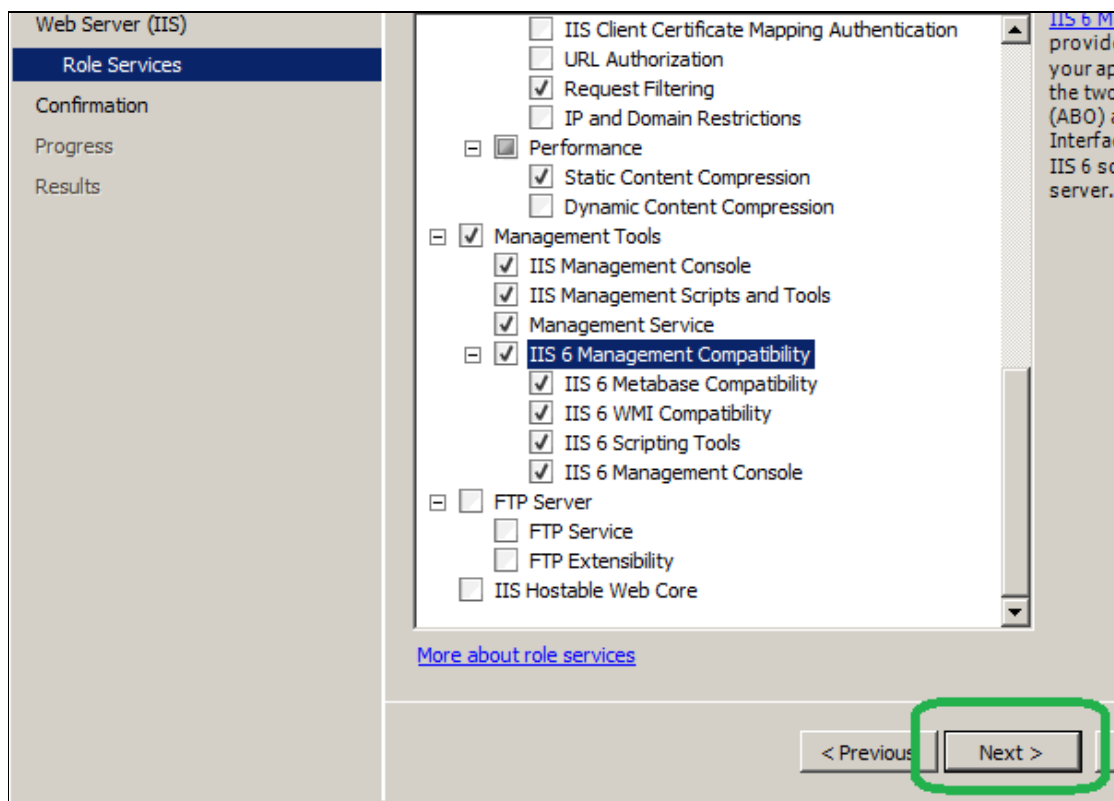 Web Server (IIS)
Role Services
Confirmation
Progress
Results
IIS Client Certificate Mapping Authentication
URL Authorization
Request Filtering
IP and Domain Restrictions
Performance
Static Content Compression
Dynamic Content Compression
Management Tools
IIS Management Console
IIS Management Scripts and Tools
Management Service
IIS 6 Management Compatibility
IIS 6 Metabase Compatibility
IIS 6 WMI Compatibility
IIS 6 Scripting Tools
IIS 6 Management Console
FTP Server
FTP Service
FTP Extensibility
IIS Hostable Web Core
More about role services
IIS 6
your
the two
(ABO)
IIS 6
server.
< Previous
Next >